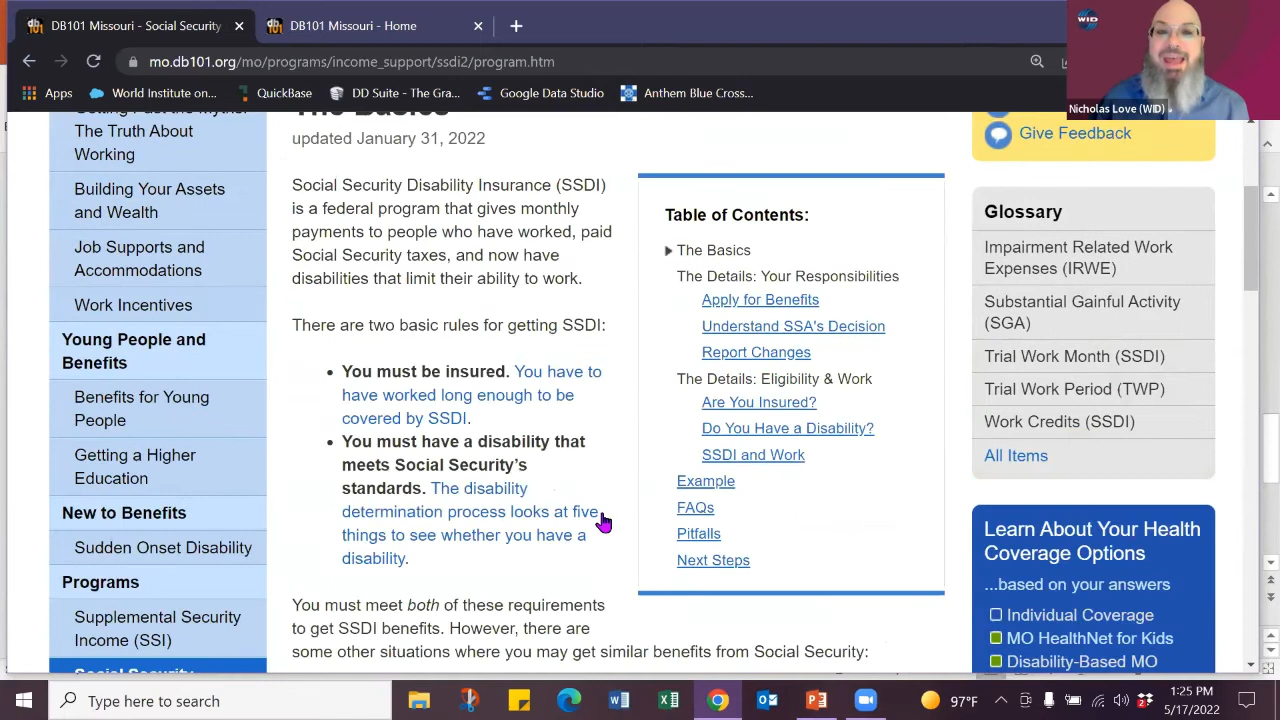 DB101 Missouri - Social Security
DB101 Missouri - Home
mo.db101.org/mo/programs/income_support/ssdi2/program.htm
Apps
World Institute on...
QuickBase
DD Suite - The Gra...
Google Data Studio
Anthem Blue Cross...
WID
Nicholas Love (WID)
Getting Past the Myths:
The Truth About
Working
Building Your Assets
and Wealth
Job Supports and
Accommodations
Work Incentives
Young People and
Benefits
Benefits for Young
People
Getting a Higher
Education
New to Benefits
Sudden Onset Disability
Programs
Supplemental Security
Income (SSI)
Social Security
The Basics
updated January 31, 2022
Social Security Disability Insurance (SSDI)
is a federal program that gives monthly
payments to people who have worked, paid
Social Security taxes, and now have
disabilities that limit their ability to work.
There are two basic rules for getting SSDI:
You must be insured. You have to
have worked long enough to be
covered by SSDI.
You must have a disability that
meets Social Security's
standards. The disability
determination process looks at five
things to see whether you have a
disability.
You must meet both of these requirements
to get SSDI benefits. However, there are
some other situations where you may get similar benefits from Social Security:
Table of Contents:
The Basics
The Details: Your Responsibilities
Apply for Benefits
Understand SSA's Decision
Report Changes
The Details: Eligibility & Work
Are You Insured?
Do You Have a Disability?
SSDI and Work
Example
FAQs
Pitfalls
Next Steps
Give Feedback
Glossary
Impairment Related Work
Expenses (IRWE)
Substantial Gainful Activity
(SGA)
Trial Work Month (SSDI)
Trial Work Period (TWP)
Work Credits (SSDI)
All Items
Learn About Your Health
Coverage Options
...based on your answers
Individual Coverage
MO HealthNet for Kids
Disability-Based MO
Type here to search
97°F
1:25 PM
5/17/2022